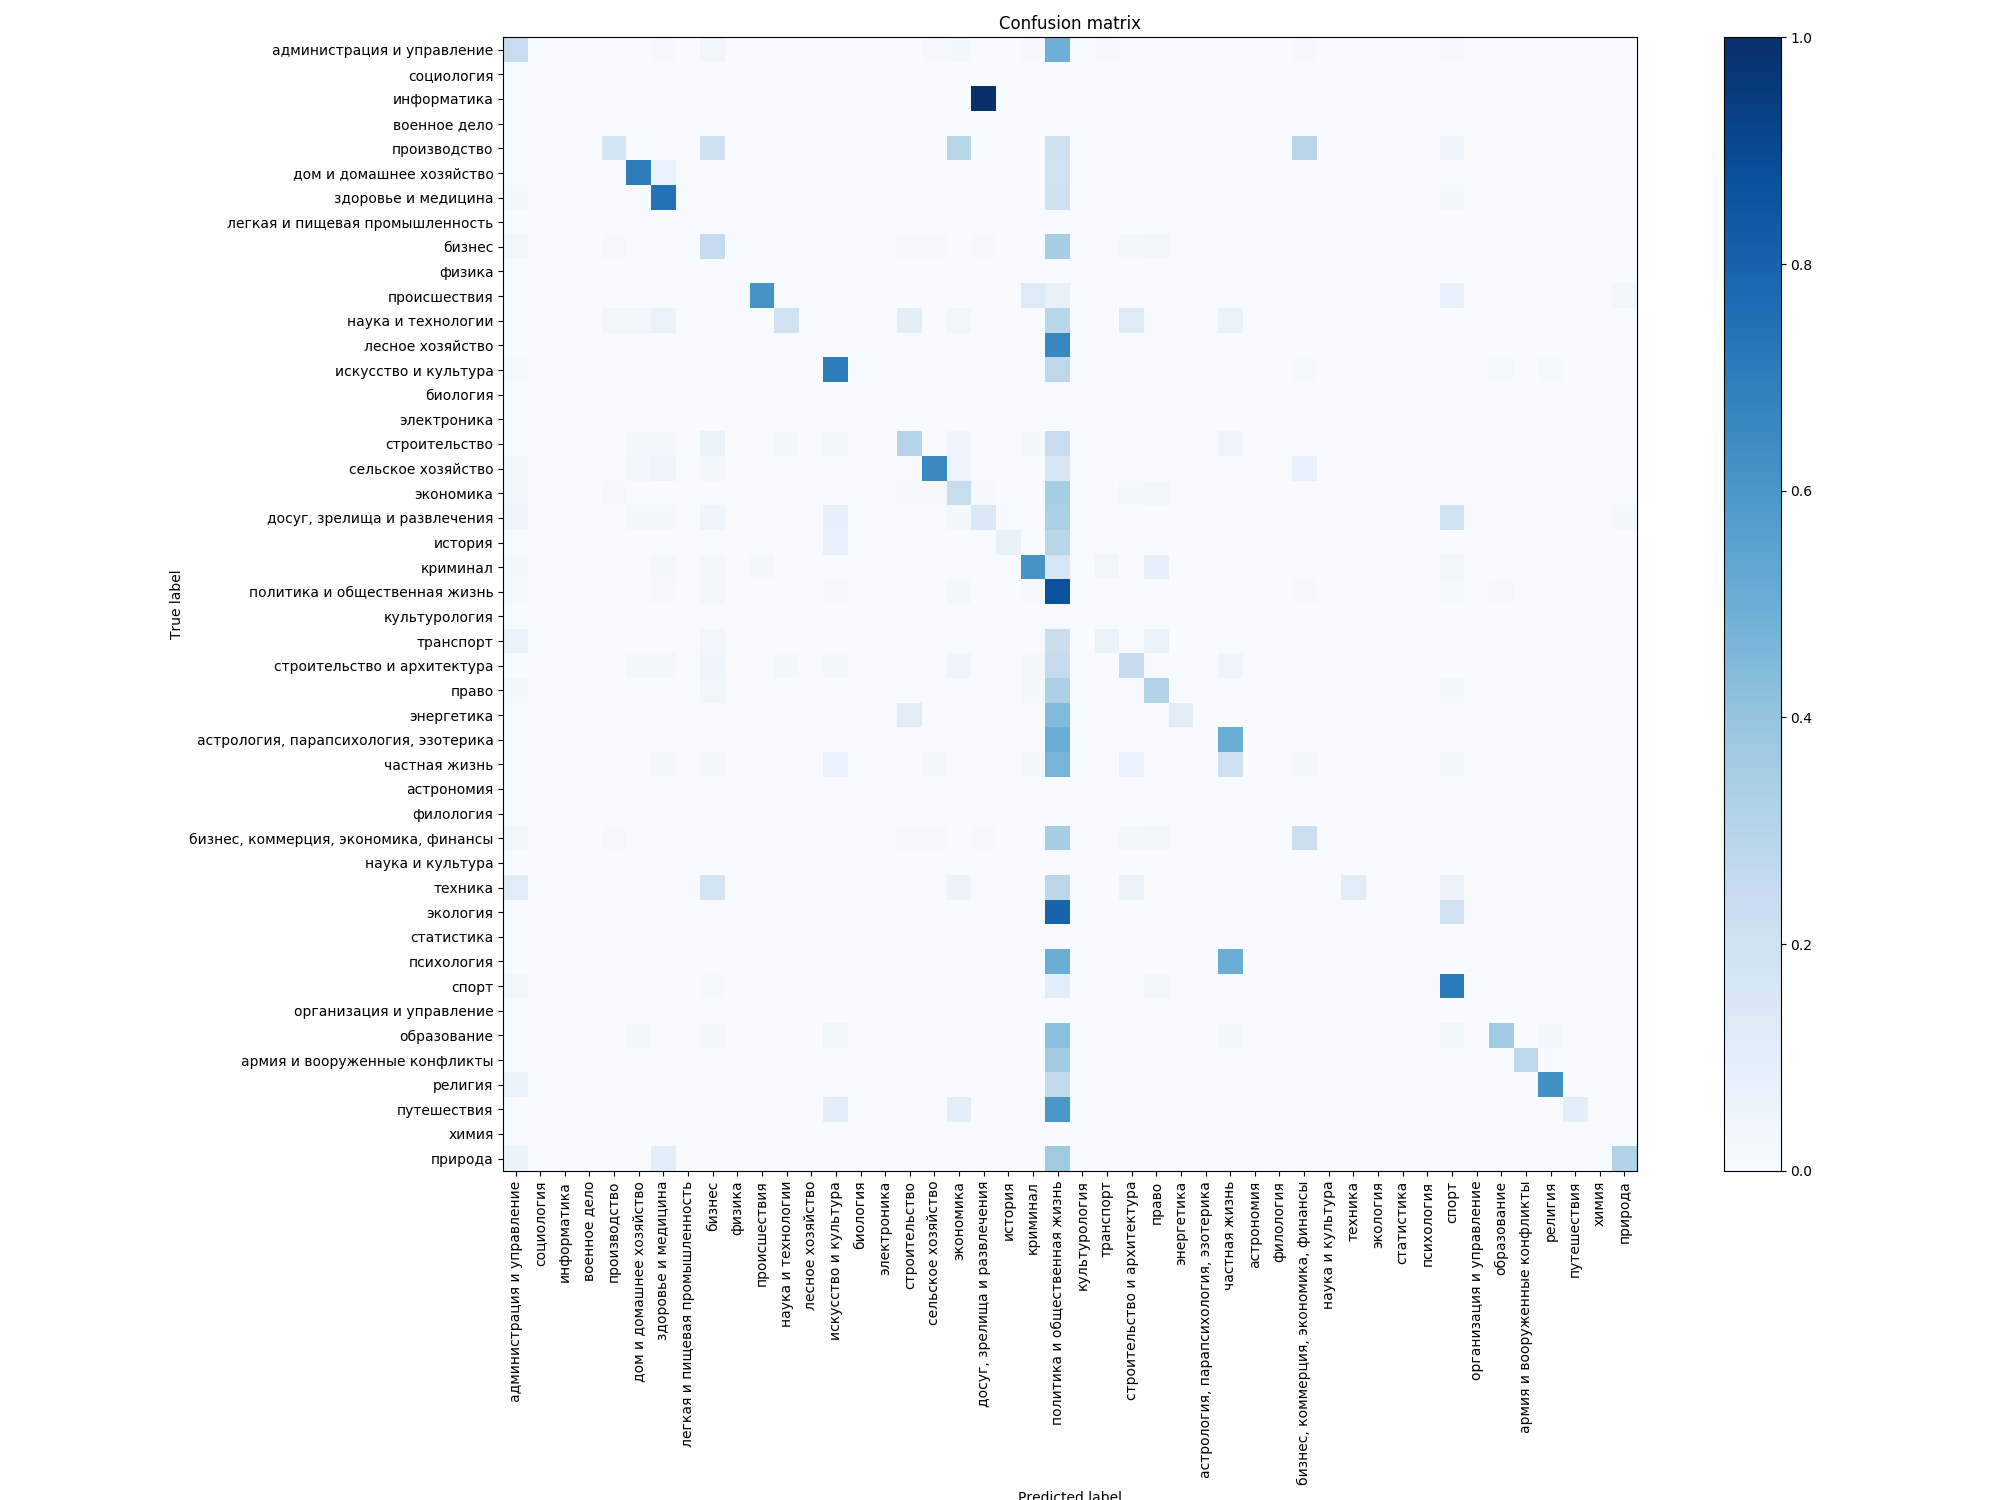 Confusion matrix
администрация и управление
социология
информатика
военное дело
производство
дом и домашнее хозяйство
здоровье и медицина
легкая и пищевая промышленность
бизнес
физика
происшествия
наука и технологии
лесное хозяйство
искусство и культура
биология
электроника
строительство
сельское хозяйство
экономика
досуг, зрелища и развлечения
история
криминал
политика и общественная жизнь
культурология
транспорт
строительство и архитектура
право
энергетика
астрология, парапсихология, эзотерика
частная жизнь
астрономия
филология
бизнес, коммерция, экономика, финансы
наука и культура
техника
экология
статистика
психология
спорт
организация и управление
образование
армия и вооруженные конфликты
религия
путешествия
химия
природа
True label
администрация и управление
социология
информатика
военное дело
производство
дом и домашнее хозяйство
здоровье и медицина
легкая и пищевая промышленность
бизнес
физика
происшествия
наука и технологии
лесное хозяйство
искусство и культура
биология
электроника
строительство
сельское хозяйство
экономика
досуг, зрелища и развлечения
история
криминал
политика и общественная жизнь
культурология
транспорт
строительство и архитектура
право
энергетика
астрология, парапсихология, эзотерика
частная жизнь
астрономия
филология
бизнес, коммерция, экономика, финансы
наука и культура
техника
экология
статистика
психология
спорт
организация и управление
образование
армия и вооруженные конфликты
религия
путешествия
химия
природа
Predicted label
1.0
0.8
0.6
0.4
0.2
0.0